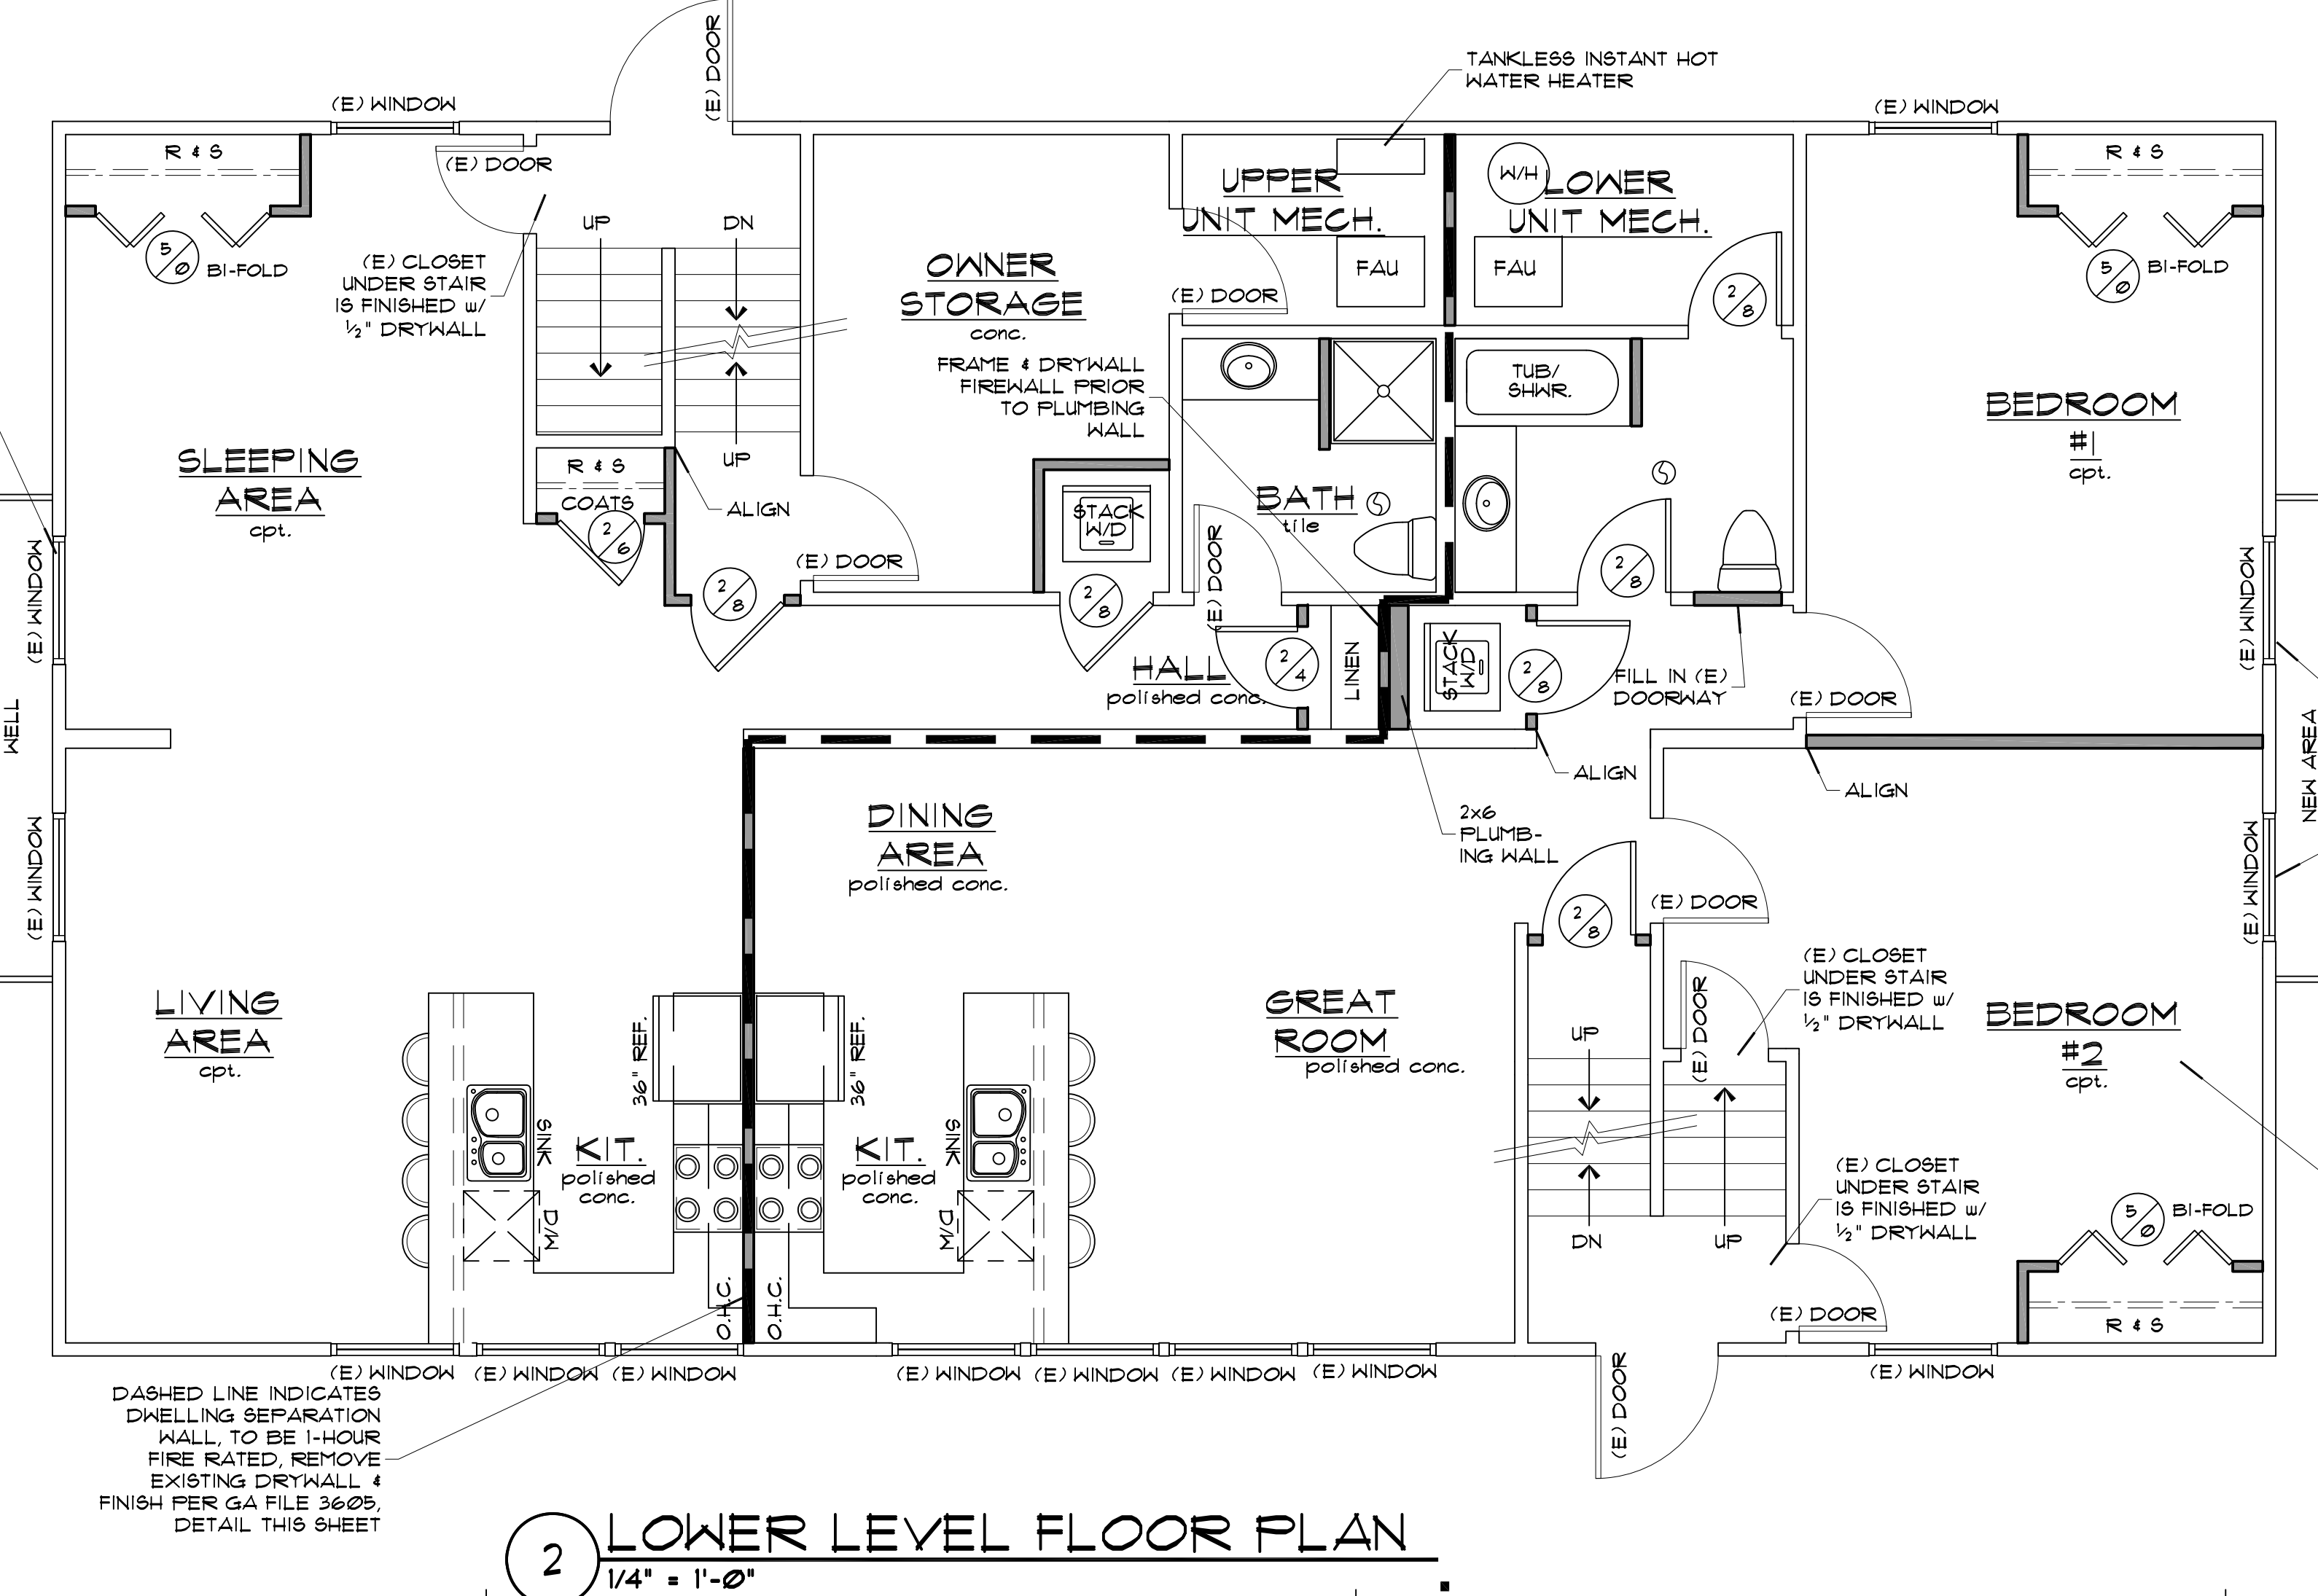 (E) DOOR
TANKLESS INSTANT HOT
WATER HEATER
(E) WINDOW
(E) WINDOW
R & S
(E) DOOR
5
Ø
BI-FOLD
(E) CLOSET
UNDER STAIR
IS FINISHED w/
½" DRYWALL
UP
DN
UP
OWNER
STORAGE
conc.
UPPER
UNIT MECH.
FAU
(E) DOOR
W/H
LOWER
UNIT MECH.
FAU
2
8
R & S
5
Ø
BI-FOLD
FRAME & DRYWALL
FIREWALL PRIOR
TO PLUMBING
WALL
TUB/
SHWR.
BEDROOM
#1
cpt.
SLEEPING
AREA
cpt.
R & S
COATS
2
6
ALIGN
2
8
(E) DOOR
STACK
W/D
2
8
BATH
tile
(E) DOOR
2
8
(E) WINDOW
(E) WINDOW
WELL
HALL
polished conc.
2
4
LINEN
STACK
W/D
2
8
FILL IN (E)
DOORWAY
(E) DOOR
NEW AREA
ALIGN
ALIGN
DINING
AREA
polished conc.
2x6
PLUMB-
ING WALL
(E) WINDOW
(E) WINDOW
2
8
(E) DOOR
(E) CLOSET
UNDER STAIR
IS FINISHED w/
½" DRYWALL
LIVING
AREA
cpt.
36" REF.
36" REF.
GREAT
ROOM
polished conc.
UP
(E) DOOR
BEDROOM
#2
cpt.
SINK
KIT.
polished
conc.
KIT.
polished
conc.
SINK
D/W
D/W
DN
UP
(E) CLOSET
UNDER STAIR
IS FINISHED w/
½" DRYWALL
5
Ø
BI-FOLD
O.H.C.
O.H.C.
(E) DOOR
R & S
(E) WINDOW
(E) WINDOW
(E) WINDOW
(E) WINDOW
(E) WINDOW
(E) WINDOW
(E) WINDOW
(E) DOOR
(E) WINDOW
DASHED LINE INDICATES
DWELLING SEPARATION
WALL, TO BE 1-HOUR
FIRE RATED, REMOVE
EXISTING DRYWALL &
FINISH PER GA FILE 3605,
DETAIL THIS SHEET
2
LOWER LEVEL FLOOR PLAN
1/4" = 1'-Ø"